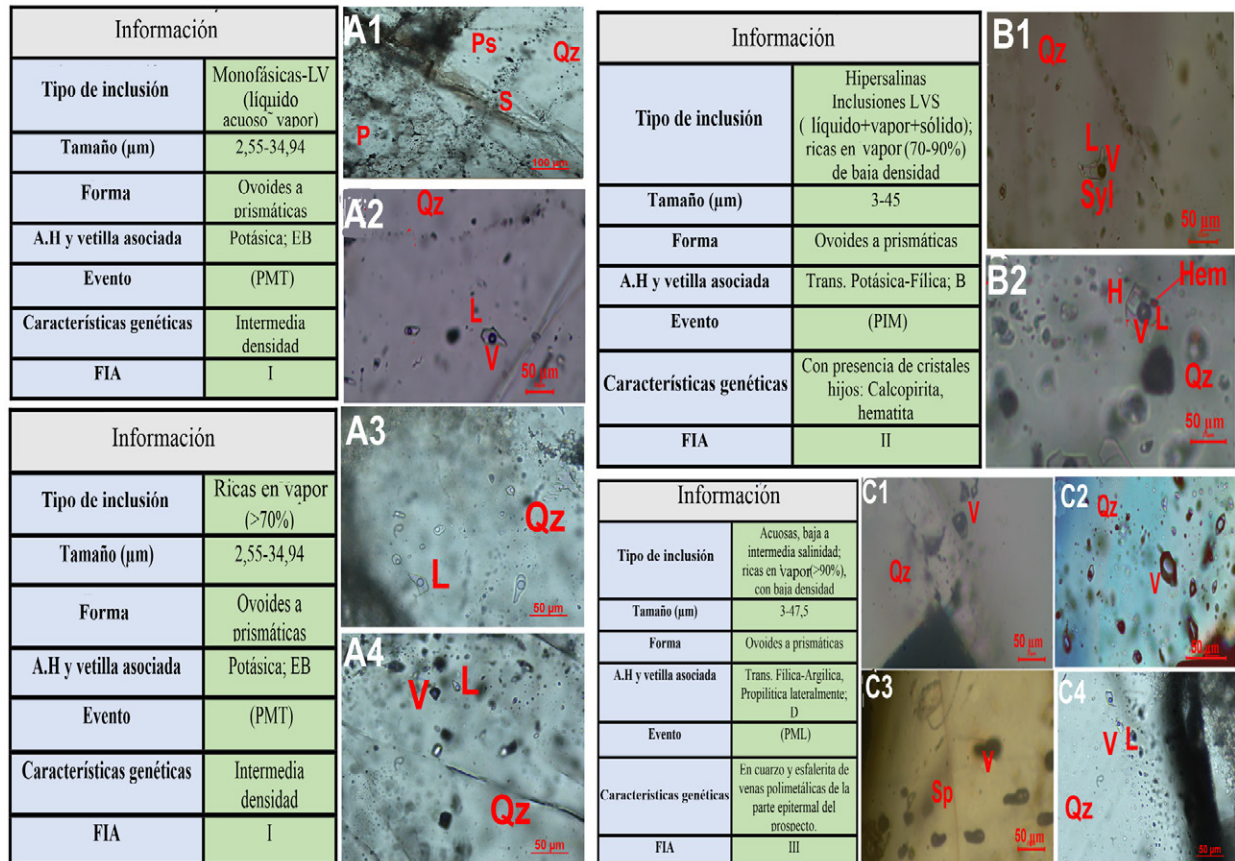 Información
Tipo de inclusión
Monofásicas-LV
(líquido
acuoso~vapor)
Tamaño (µm)
2,55-34,94
Forma
Ovoides a
prismáticas
A.H y vetilla asociada
Potásica; EB
Evento
(PMT)
Características genéticas
Intermedia
densidad
FIA
I
A1
Ps
Qz
S
P
100 µm
A2
Qz
L
V
50 µm
Información
Tipo de inclusión
Ricas en vapor
(>70%)
Tamaño (µm)
2,55-34,94
Forma
Ovoides a
prismáticas
A.H y vetilla asociada
Potásica; EB
Evento
(PMT)
Características genéticas
Intermedia
densidad
FIA
I
A3
Qz
L
50 µm
A4
V
L
Qz
50 µm
Información
Tipo de inclusión
Hipersalinas
Inclusiones LVS
( líquido+vapor+sólido);
ricas en vapor (70-90%)
de baja densidad
Tamaño (µm)
3-45
Forma
Ovoides a prismáticas
A.H y vetilla asociada
Trans. Potásica-Fílica; B
Evento
(PIM)
Características genéticas
Con presencia de cristales
hijos: Calcopirita,
hematita
FIA
II
B1
Qz
L
V
Syl
50 µm
B2
H
Hem
L
V
Qz
50 µm
Información
Tipo de inclusión
Acuosas, baja a
intermedia salinidad;
ricas en vapor(>90%),
con baja densidad
Tamaño (µm)
3-47,5
Forma
Ovoides a prismáticas
A.H y vetilla asociada
Trans. Fílica-Argílica,
Propilítica lateralmente;
D
Evento
(PML)
Características genéticas
En cuarzo y esfalerita de
venas polimetálicas de la
parte epitermal del
prospecto.
FIA
III
C1
V
Qz
50 µm
C2
Qz
V
50 µm
C3
V
Sp
50 µm
C4
V
L
Qz
50 µm